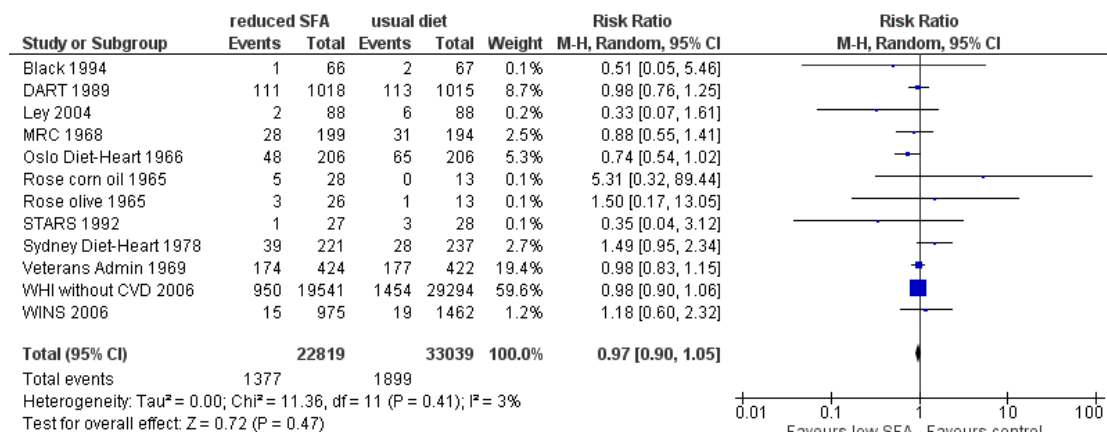 reduced SFA usual diet Risk Ratio Risk Ratio
Study or Subgroup Events Total Events Total Weight M-H, Random, 95% CI M-H, Random, 95% CI
Black 1994 1 66 2 67 0.1% 0.51 [0.05, 5.46]
DART 1989 111 1018 113 1015 8.7% 0.98 [0.76, 1.25]
Ley 2004 2 88 6 88 0.2% 0.33 [0.07, 1.61]
MRC 1968 28 199 31 194 2.5% 0.88 [0.55, 1.41]
Oslo Diet-Heart 1966 48 206 65 206 5.3% 0.74 [0.54, 1.02]
Rose corn oil 1965 5 28 0 13 0.1% 5.31 [0.32, 89.44]
Rose olive 1965 3 26 1 13 0.1% 1.50 [0.17, 13.05]
STARS 1992 1 27 3 28 0.1% 0.35 [0.04, 3.12]
Sydney Diet-Heart 1978 39 221 28 237 2.7% 1.49 [0.95, 2.34]
Veterans Admin 1969 174 424 177 422 19.4% 0.98 [0.83, 1.15]
WHI without CVD 2006 950 19541 1454 29294 59.6% 0.98 [0.90, 1.06]
WINS 2006 15 975 19 1462 1.2% 1.18 [0.60, 2.32]
Total (95% CI) 22819 33039 100.0% 0.97 [0.90, 1.05]
Total events 1377 1899
Heterogeneity: Tau² = 0.00; Chi² = 11.36, df = 11 (P = 0.41); I² = 3%
Test for overall effect: Z = 0.72 (P = 0.47)
0.01 0.1 1 10 100
Favours low SFA Favours control